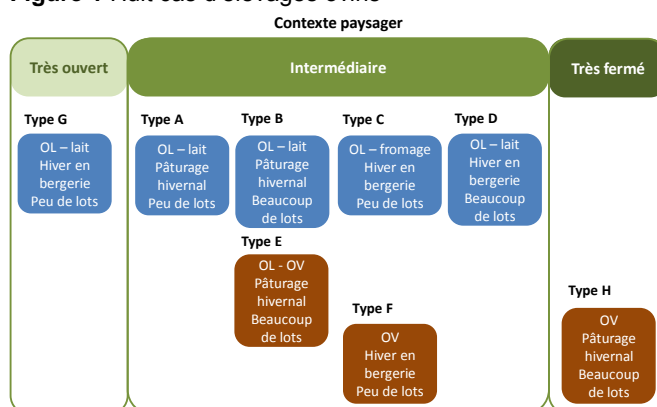 Contexte paysager
Très ouvert
Intermédiaire
Très fermé
Type G
OL – lait
Hiver en
bergerie
Peu de lots
Type A
OL – lait
Pâturage
hivernal
Peu de lots
Type B
OL – lait
Pâturage
hivernal
Beaucoup
de lots
Type C
OL – fromage
Hiver en
bergerie
Peu de lots
Type D
OL – lait
Hiver en
bergerie
Beaucoup
de lots
Type E
OL - OV
Pâturage
hivernal
Beaucoup
de lots
Type F
OV
Hiver en
bergerie
Peu de lots
Type H
OV
Pâturage
hivernal
Beaucoup
de lots